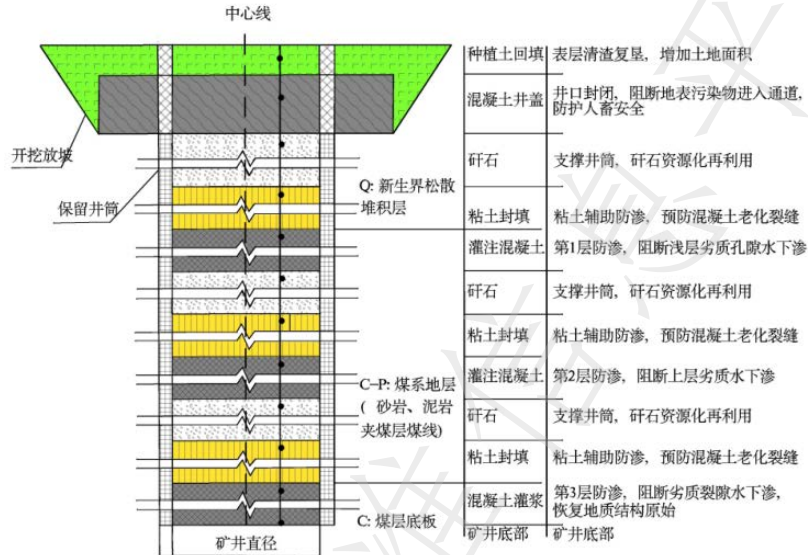 中心线
种植土回填 表层清渣复垦，增加土地面积
混凝土井盖 井口封闭，阻断地表污染物进入通道，
防护人畜安全
开挖放坡
矸石 支撑井筒，矸石资源化再利用
保留井筒
Q: 新生界松散
堆积层
粘土封填 粘土辅助防渗，预防混凝土老化裂缝
灌注混凝土 第1层防渗，阻断浅层劣质孔隙水下渗
矸石 支撑井筒，矸石资源化再利用
粘土封填 粘土辅助防渗，预防混凝土老化裂缝
C-P: 煤系地层
( 砂岩、泥岩
夹煤层煤线)
灌注混凝土 第2层防渗，阻断上层劣质水下渗
矸石 支撑井筒，矸石资源化再利用
粘土封填 粘土辅助防渗，预防混凝土老化裂缝
混凝土灌浆 第3层防渗，阻断劣质裂隙水下渗，
恢复地质结构原始
C: 煤层底板
矿井底部 矿井底部
矿井直径